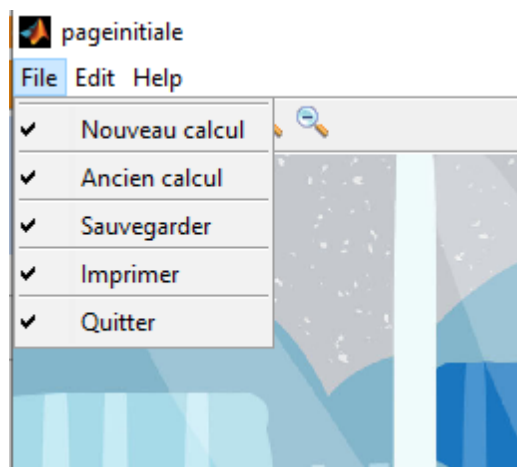 pageinitiale
File Edit Help
Nouveau calcul
Ancien calcul
Sauvegarder
Imprimer
Quitter